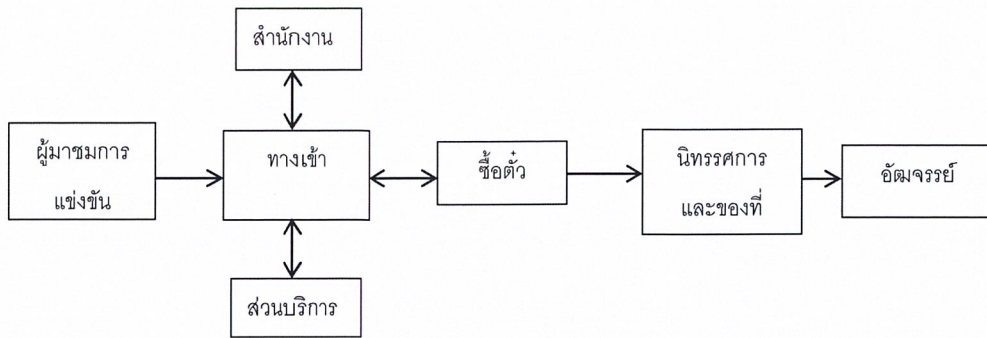 สำนักงาน
ผู้มาชมการ
แข่งขัน
ทางเข้า
ซื้อตั๋ว
นิทรรศการ
และของที่
อัฒจรรย์
ส่วนบริการ